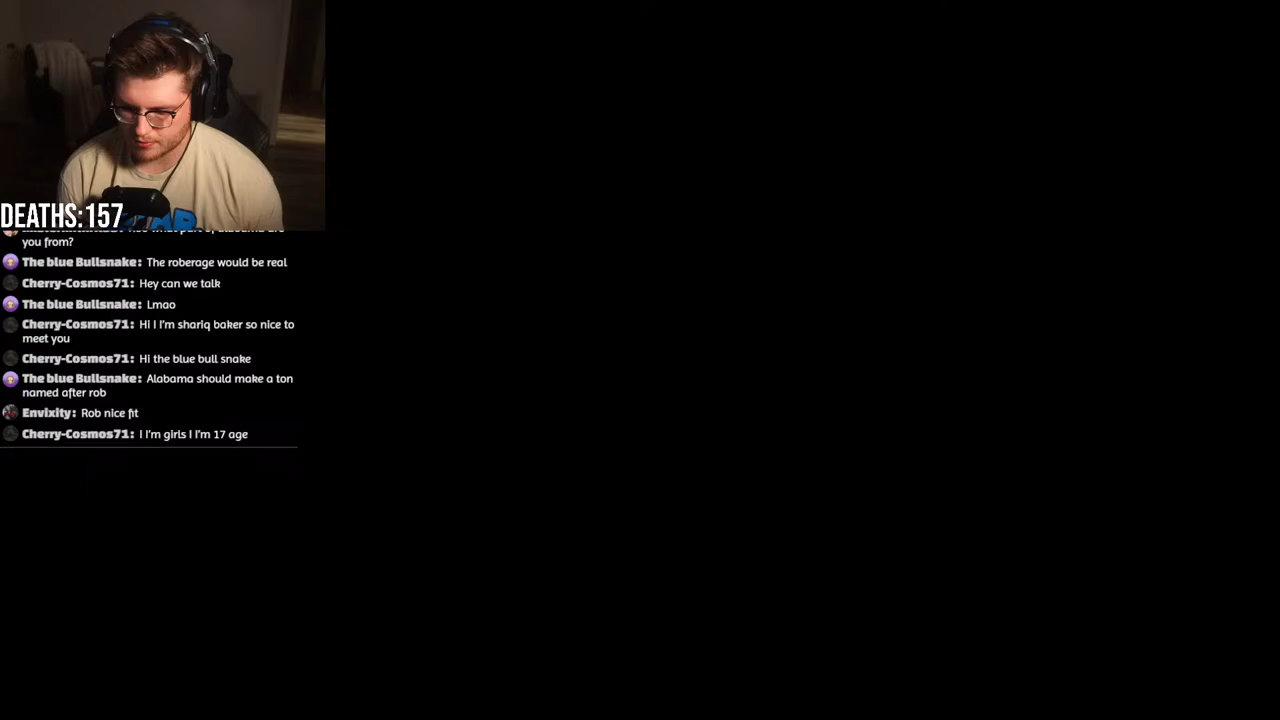 DEATHS:157
you from?
The blue Bullsnake: The roberage would be real
Cherry-Cosmos71: Hey can we talk
The blue Bullsnake: Lmao
Cherry-Cosmos71: Hi I I'm shariq baker so nice to
meet you
Cherry-Cosmos71: Hi the blue bull snake
The blue Bullsnake: Alabama should make a ton
named after rob
Envixity: Rob nice fit
Cherry-Cosmos71: I I'm girls I I'm 17 age